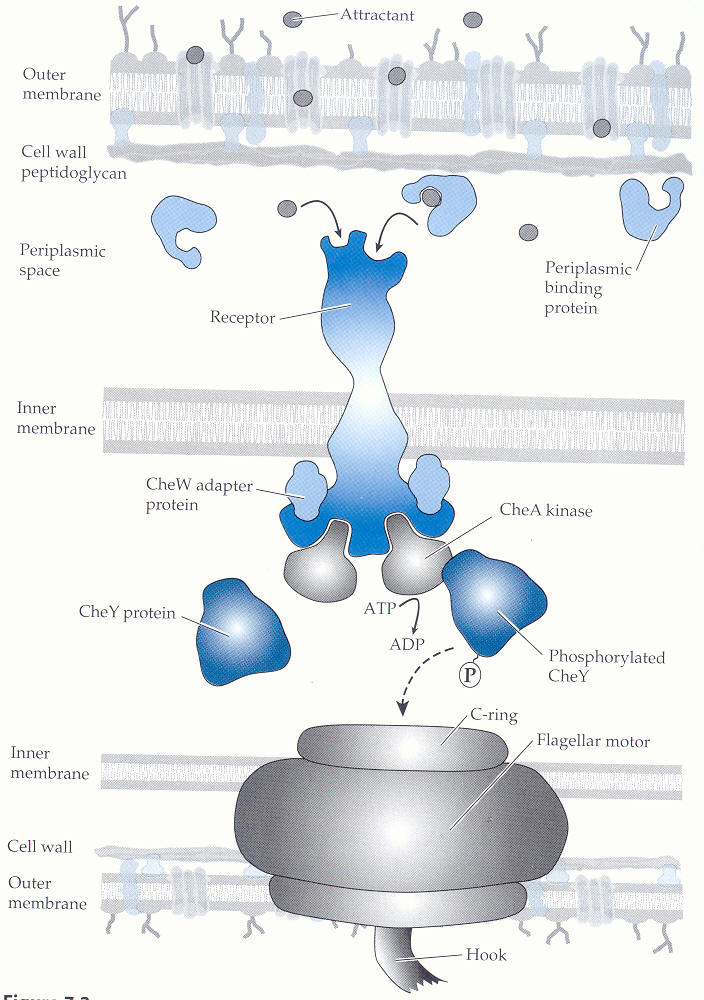 Attractant
Outer
membrane
Cell wall
peptidoglycan
Periplasmic
space
Periplasmic
binding
protein
Receptor
Inner
membrane
CheW adapter
protein
CheA kinase
CheY protein
ATP
ADP
Phosphorylated
CheY
P
C-ring
Flagellar motor
Inner
membrane
Cell wall
Outer
membrane
Hook